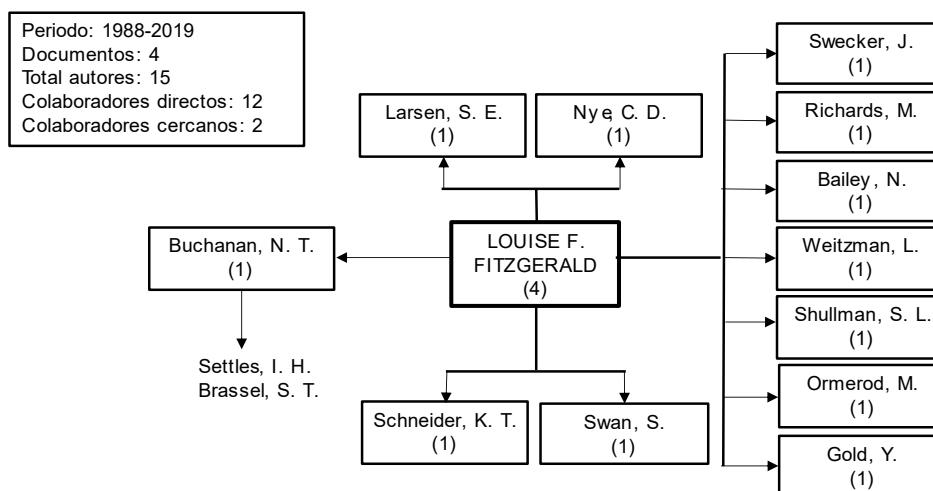 Periodo: 1988-2019
Documentos: 4
Total autores: 15
Colaboradores directos: 12
Colaboradores cercanos: 2
Larsen, S. E.
(1)
Nye, C. D.
(1)
Buchanan, N. T.
(1)
LOUISE F.
FITZGERALD
(4)
Settles, I. H.
Brassel, S. T.
Schneider, K. T.
(1)
Swan, S.
(1)
Swecker, J.
(1)
Richards, M.
(1)
Bailey, N.
(1)
Weitzman, L.
(1)
Shullman, S. L.
(1)
Ormerod, M.
(1)
Gold, Y.
(1)